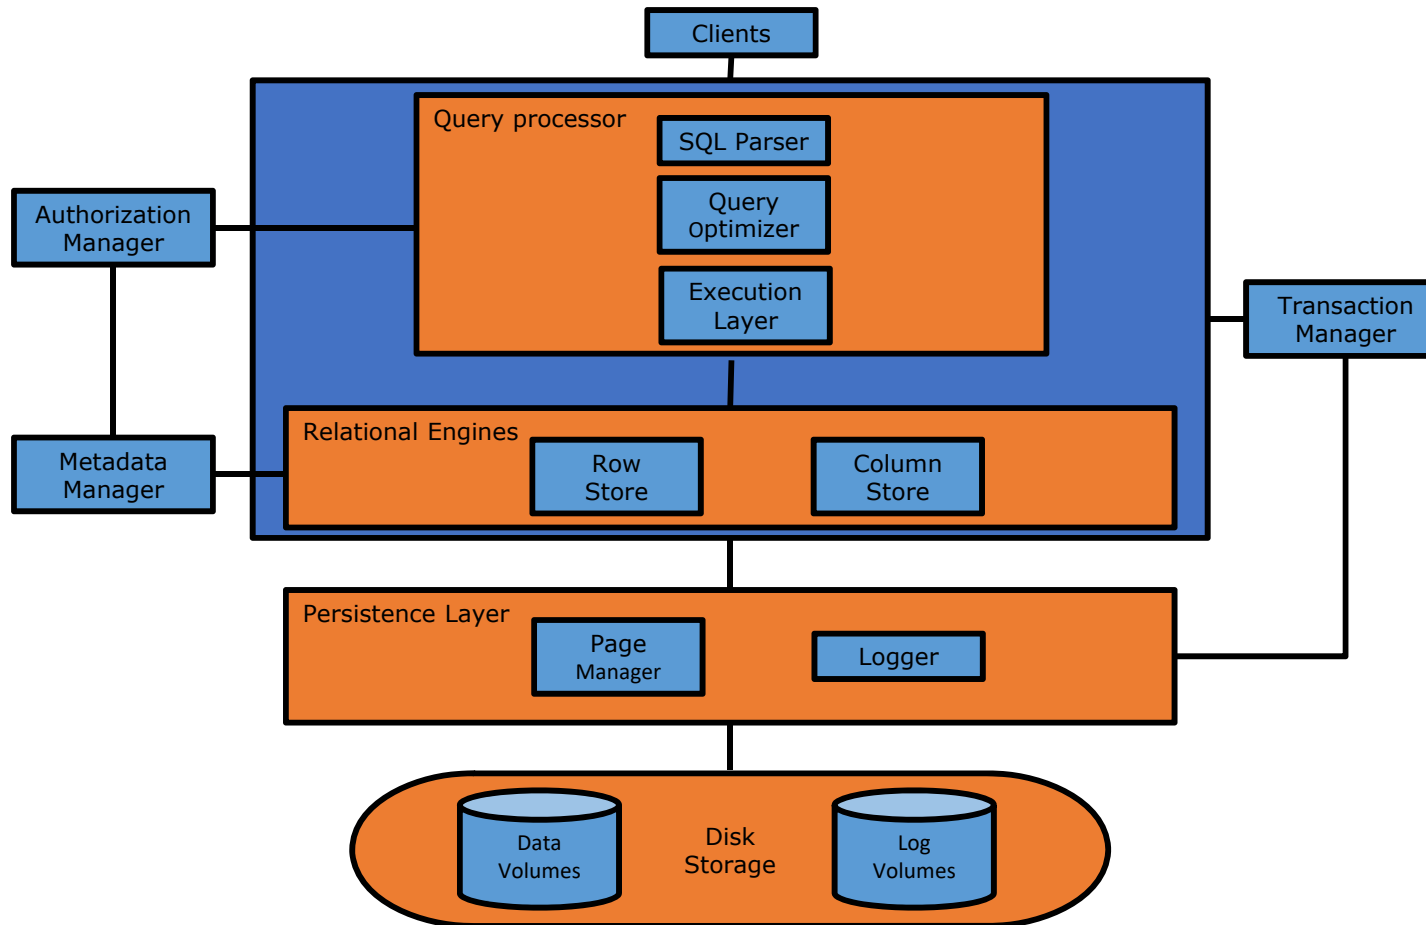 Clients
Query processor
SQL Parser
Query
Optimizer
Execution
Layer
Authorization
Manager
Transaction
Manager
Relational Engines
Row
Store
Column
Store
Metadata
Manager
Persistence Layer
Page
Manager
Logger
Data
Volumes
Disk
Storage
Log
Volumes